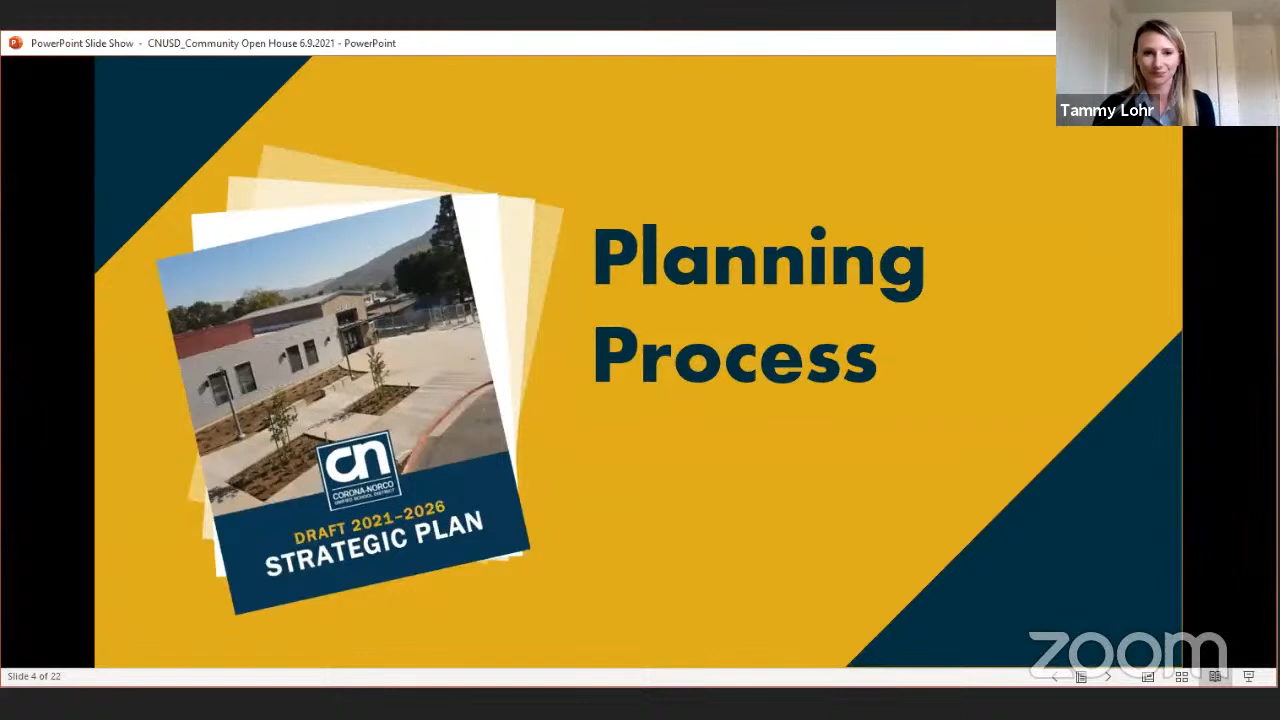 PowerPoint Slide Show - CNUSD_Community Open House 6.9.2021 - PowerPoint
Tammy Lohr
Planning
Process
cn
CORONA-NORCO
UNIFIED SCHOOL DISTRICT
DRAFT 2021–2026
STRATEGIC PLAN
zoom
Slide 4 of 22